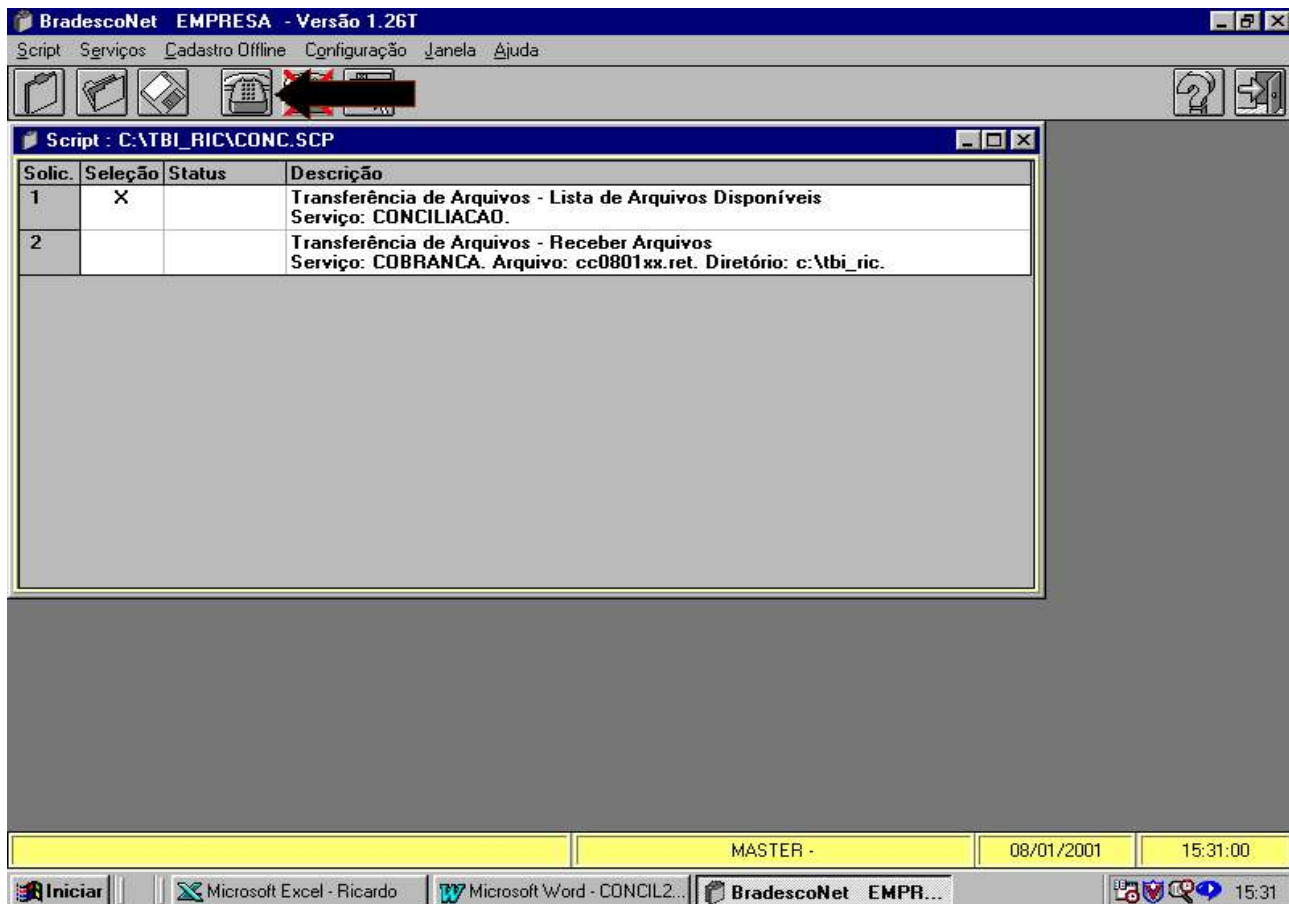 BradescoNet EMPRESA - Versão 1.26T
Script Serviços Cadastro Offline Configuração Janela Ajuda
Script : C:\TBI_RIC\CONC.SCP
Solic. Seleção Status Descrição
1 X Transferência de Arquivos - Lista de Arquivos Disponíveis
Serviço: CONCILIACAO.
2 Transferência de Arquivos - Receber Arquivos
Serviço: COBRANCA. Arquivo: cc0801xx.ret. Diretório: c:\tbi_ric.
MASTER - 08/01/2001 15:31:00
Iniciar Microsoft Excel - Ricardo Microsoft Word - CONCIL2... BradescoNet EMPR... 15:31